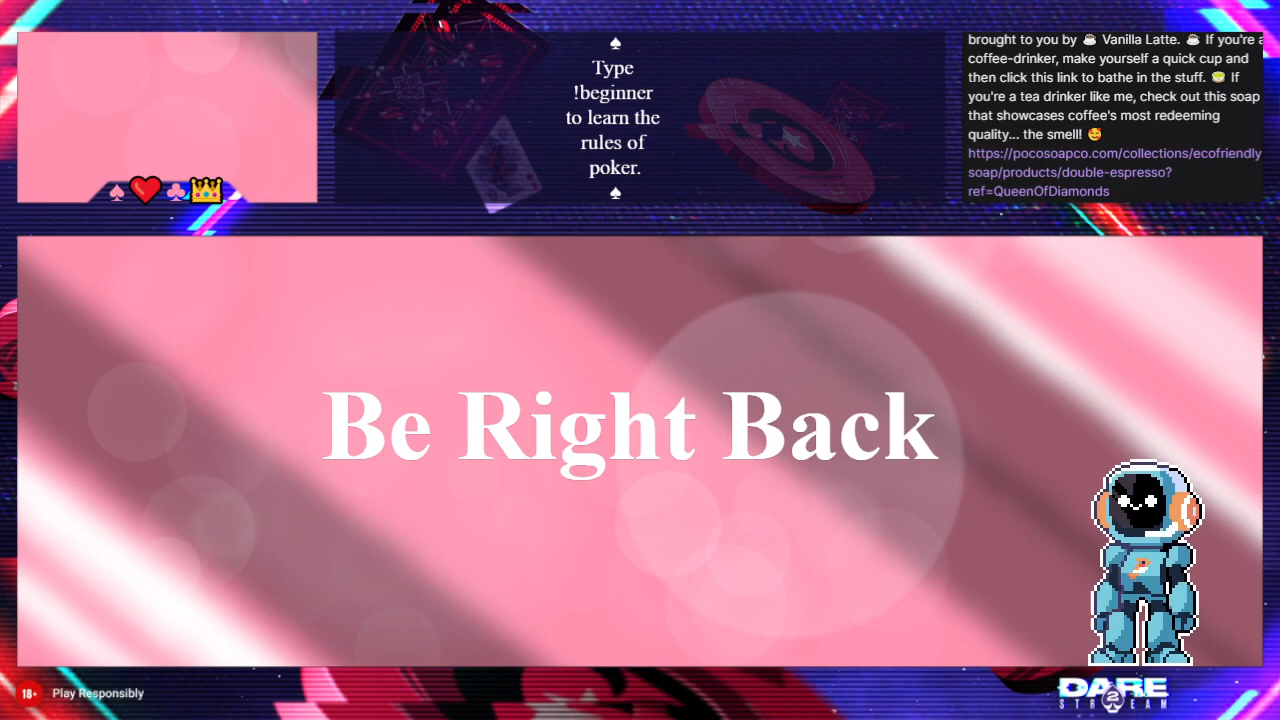 ♠
Type
!beginner
to learn the
rules of
poker.
♠
brought to you by ☕ Vanilla Latte. ☕ If you're a
coffee-drinker, make yourself a quick cup and
then click this link to bathe in the stuff. 🍵 If
you're a tea drinker like me, check out this soap
that showcases coffee's most redeeming
quality... the smell! 🥰
https://pocosoapco.com/collections/ecofriendly
soap/products/double-espresso?
ref=QueenOfDiamonds
Be Right Back
18+ Play Responsibly
DARE
2
STREAM